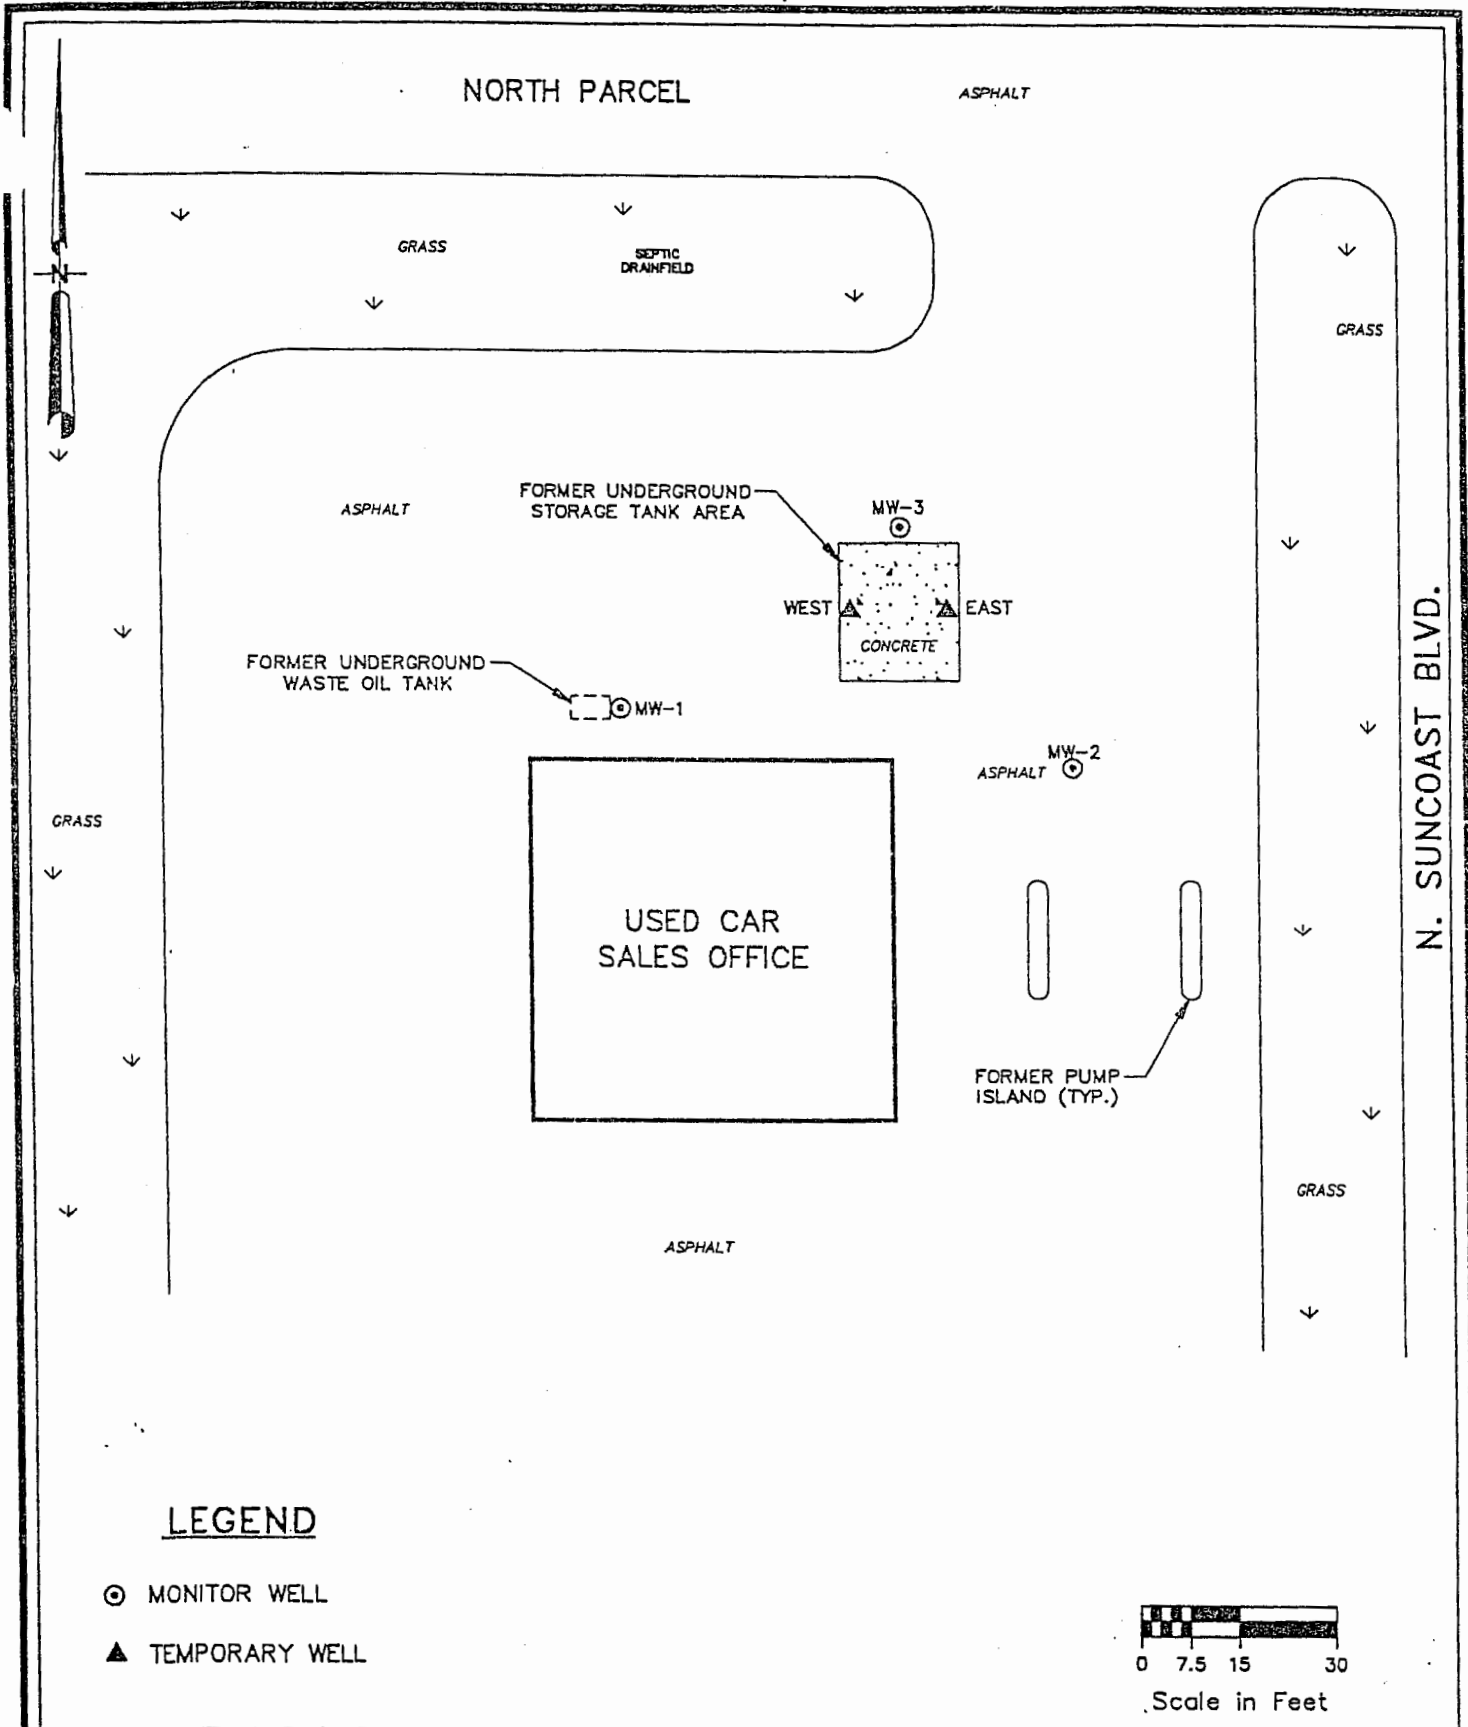 NORTH PARCEL
ASPHALT
GRASS
SEPTIC
DRAINFIELD
N
GRASS
ASPHALT
FORMER UNDERGROUND
STORAGE TANK AREA
MW-3
WEST
EAST
CONCRETE
FORMER UNDERGROUND
WASTE OIL TANK
MW-1
MW-2
ASPHALT
N. SUNCOAST BLVD.
GRASS
USED CAR
SALES OFFICE
FORMER PUMP
ISLAND (TYP.)
GRASS
ASPHALT
LEGEND
MONITOR WELL
TEMPORARY WELL
0 7.5 15 30
Scale in Feet